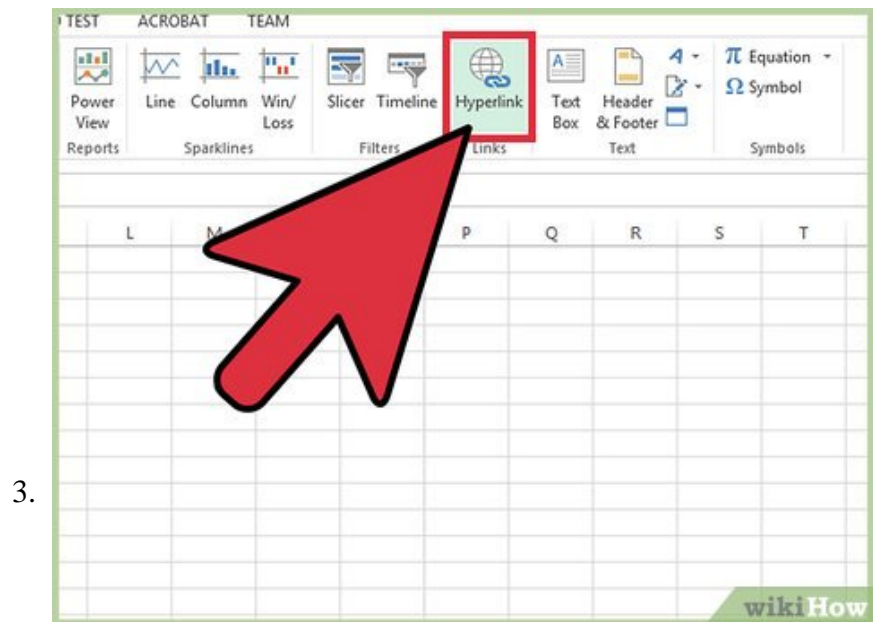 TEST ACROBAT TEAM
Power View Line Column Win/ Loss Slicer Timeline Hyperlink Text Box Header & Footer A Equation
Ω Symbol
Reports Sparklines Filters Links Text Symbols
L M P Q R S T
3.
wikiHow